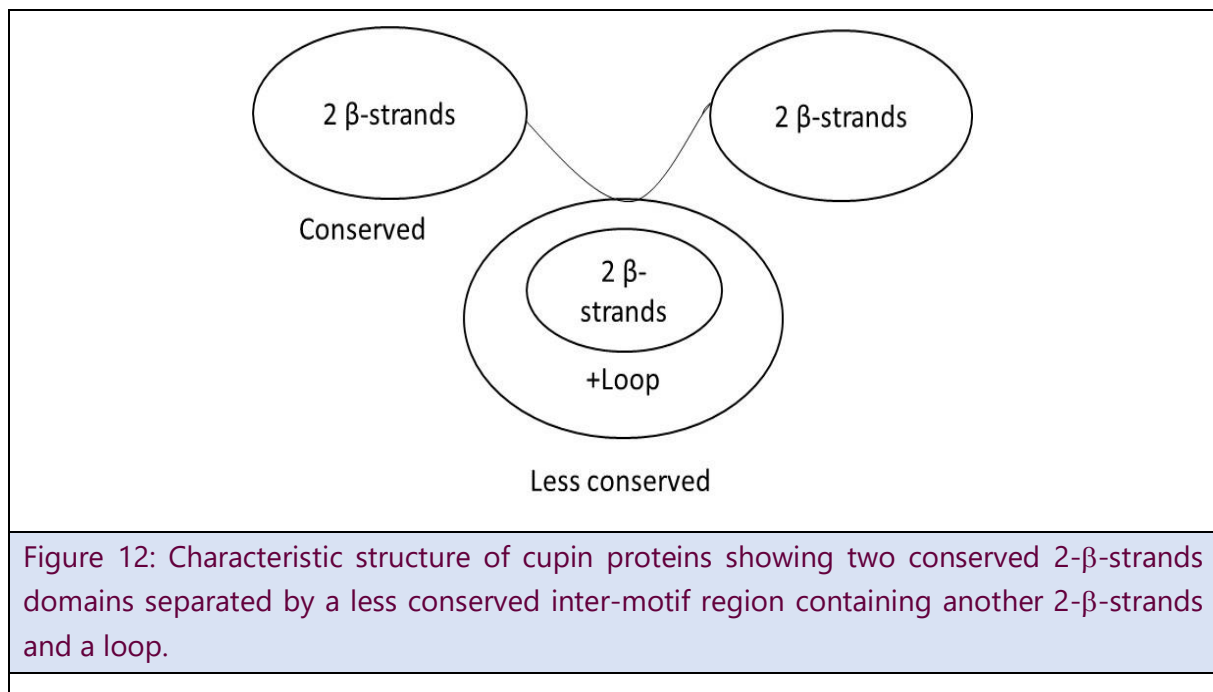 2 β-strands
2 β-strands
Conserved
2 β-
strands
+Loop
Less conserved
Figure 12: Characteristic structure of cupin proteins showing two conserved 2-β-strands
domains separated by a less conserved inter-motif region containing another 2-β-strands
and a loop.